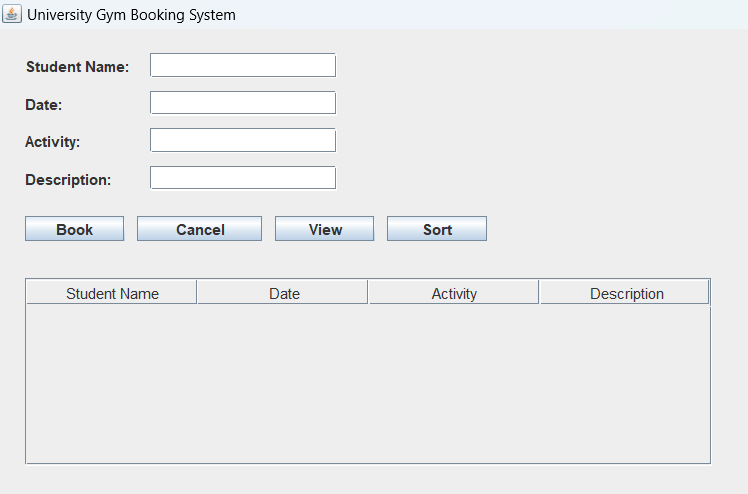 University Gym Booking System
Student Name:
Date:
Activity:
Description:
Book Cancel View Sort
Student Name Date Activity Description